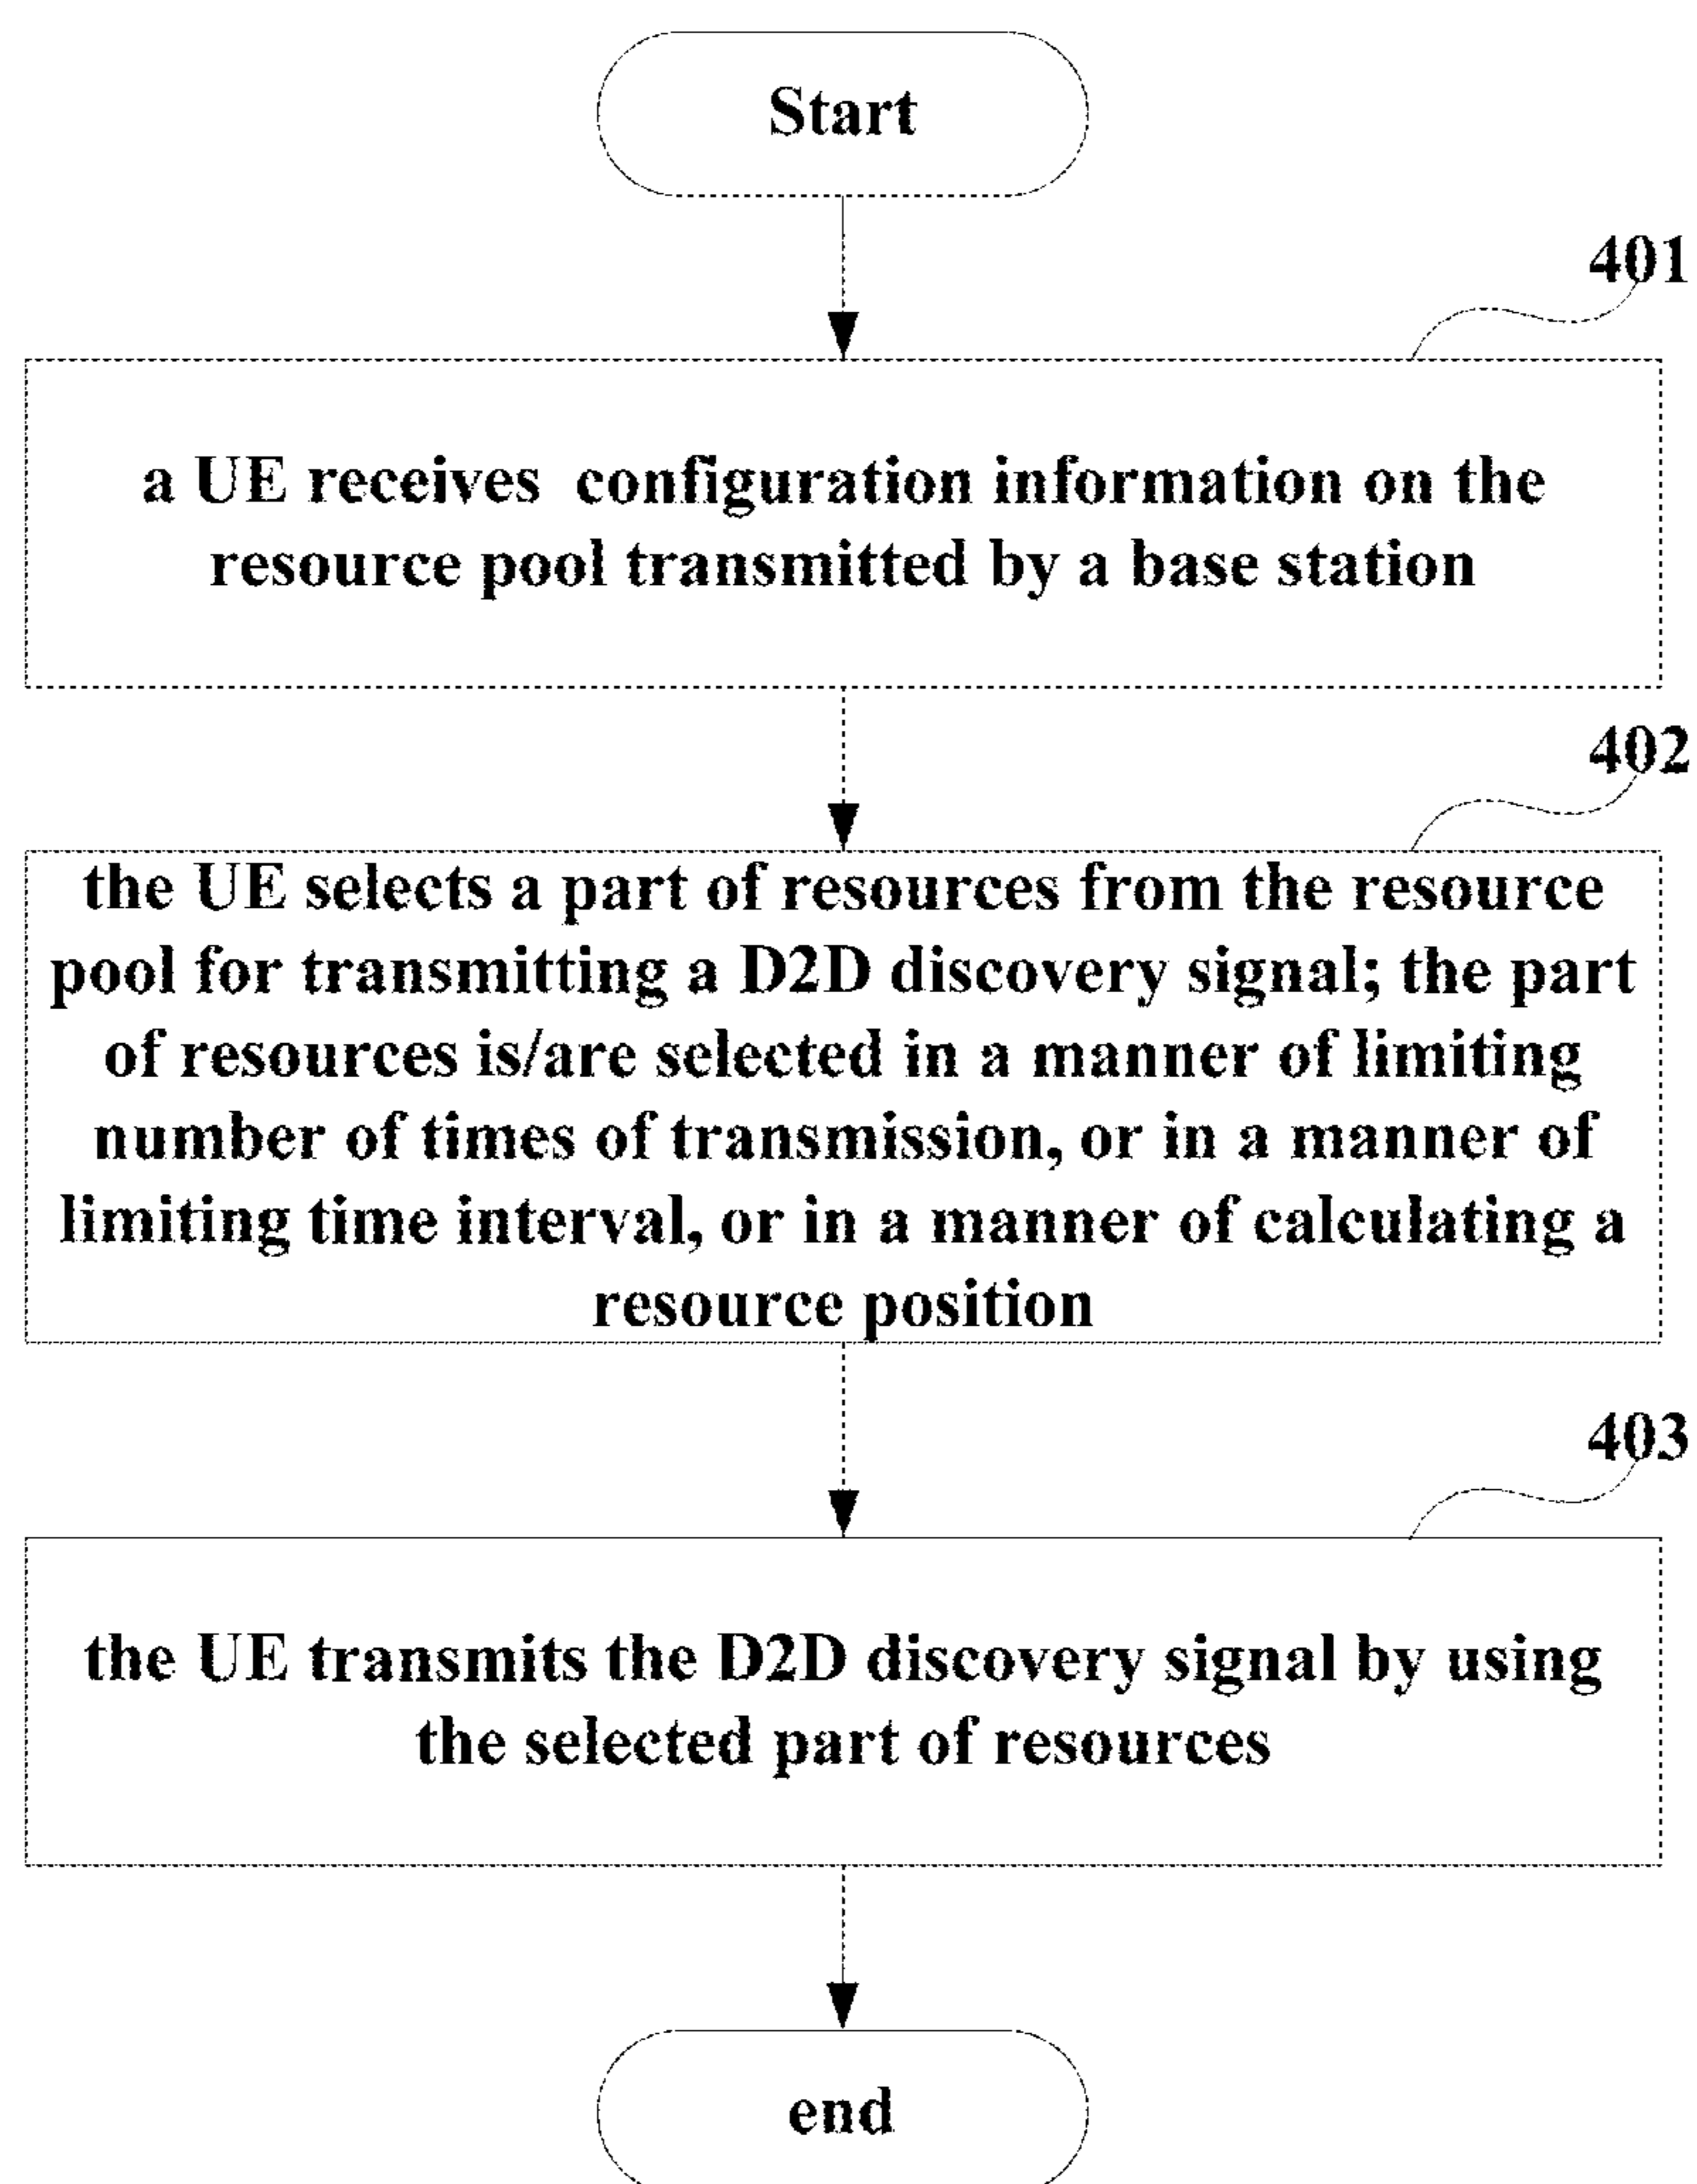 Start
401
a UE receives configuration information on the
resource pool transmitted by a base station
402
the UE selects a part of resources from the resource
pool for transmitting a D2D discovery signal; the part
of resources is/are selected in a manner of limiting
number of times of transmission, or in a manner of
limiting time interval, or in a manner of calculating a
resource position
403
the UE transmits the D2D discovery signal by using
the selected part of resources
end